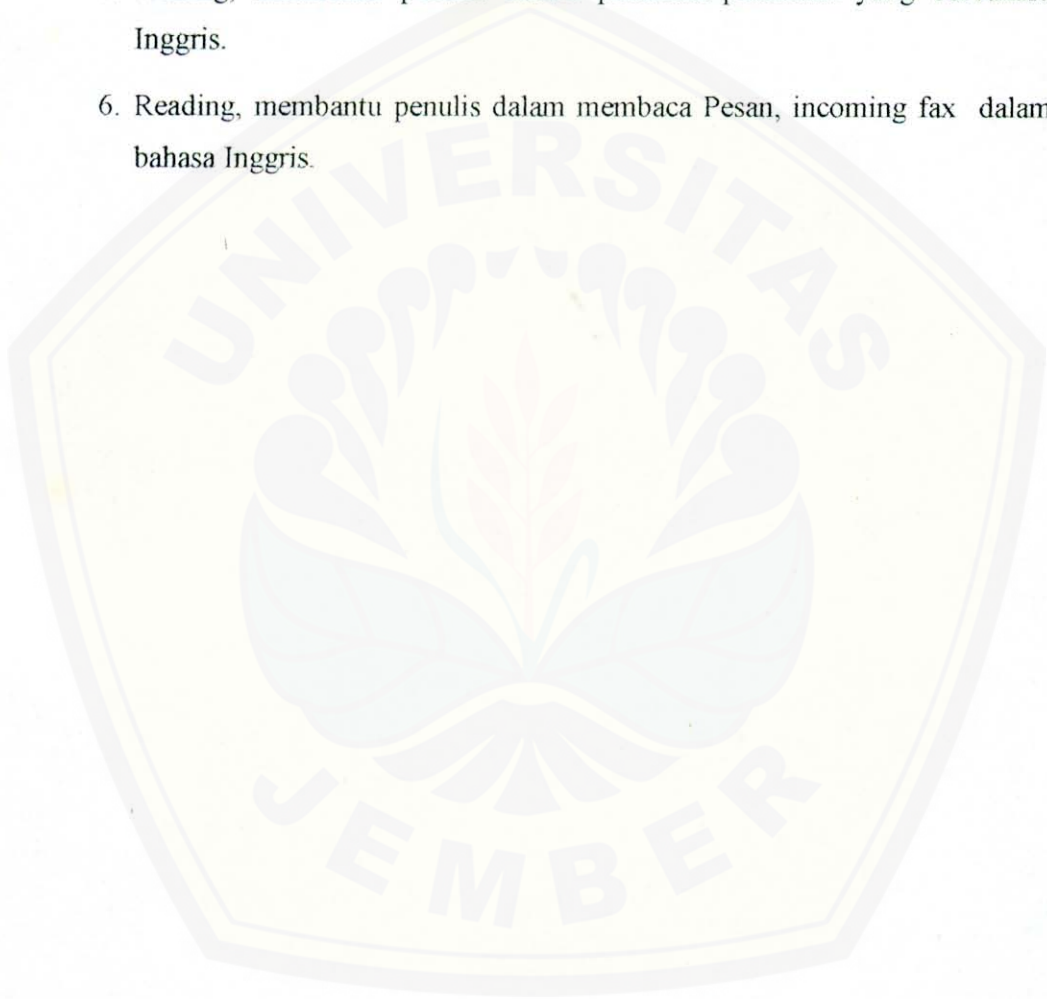 Inggris.
6. Reading, membantu penulis dalam membaca Pesan, incoming fax dalam
bahasa Inggris.
UNIVERSITAS
JEMBER